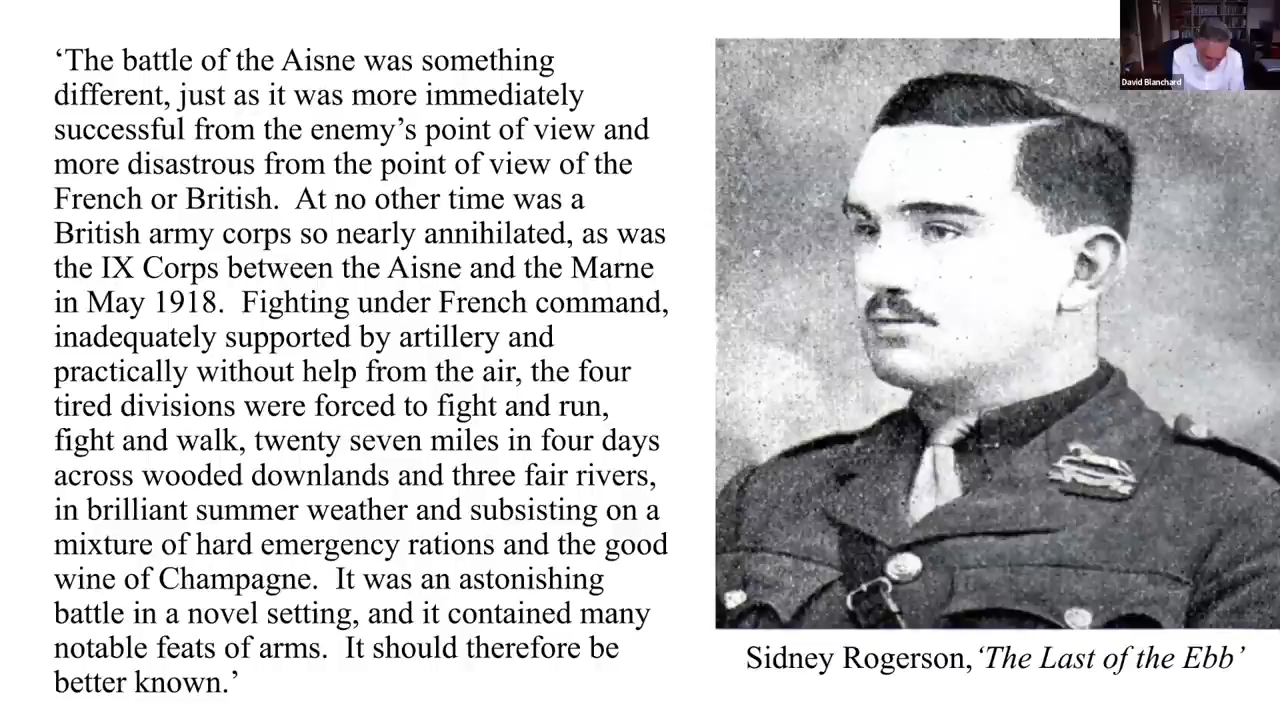 ‘The battle of the Aisne was something
different, just as it was more immediately
successful from the enemy’s point of view and
more disastrous from the point of view of the
French or British.  At no other time was a
British army corps so nearly annihilated, as was
the IX Corps between the Aisne and the Marne
in May 1918.  Fighting under French command,
inadequately supported by artillery and
practically without help from the air, the four
tired divisions were forced to fight and run,
fight and walk, twenty seven miles in four days
across wooded downlands and three fair rivers,
in brilliant summer weather and subsisting on a
mixture of hard emergency rations and the good
wine of Champagne.  It was an astonishing
battle in a novel setting, and it contained many
notable feats of arms.  It should therefore be
better known.’
David Blanchard
Sidney Rogerson, ‘The Last of the Ebb’